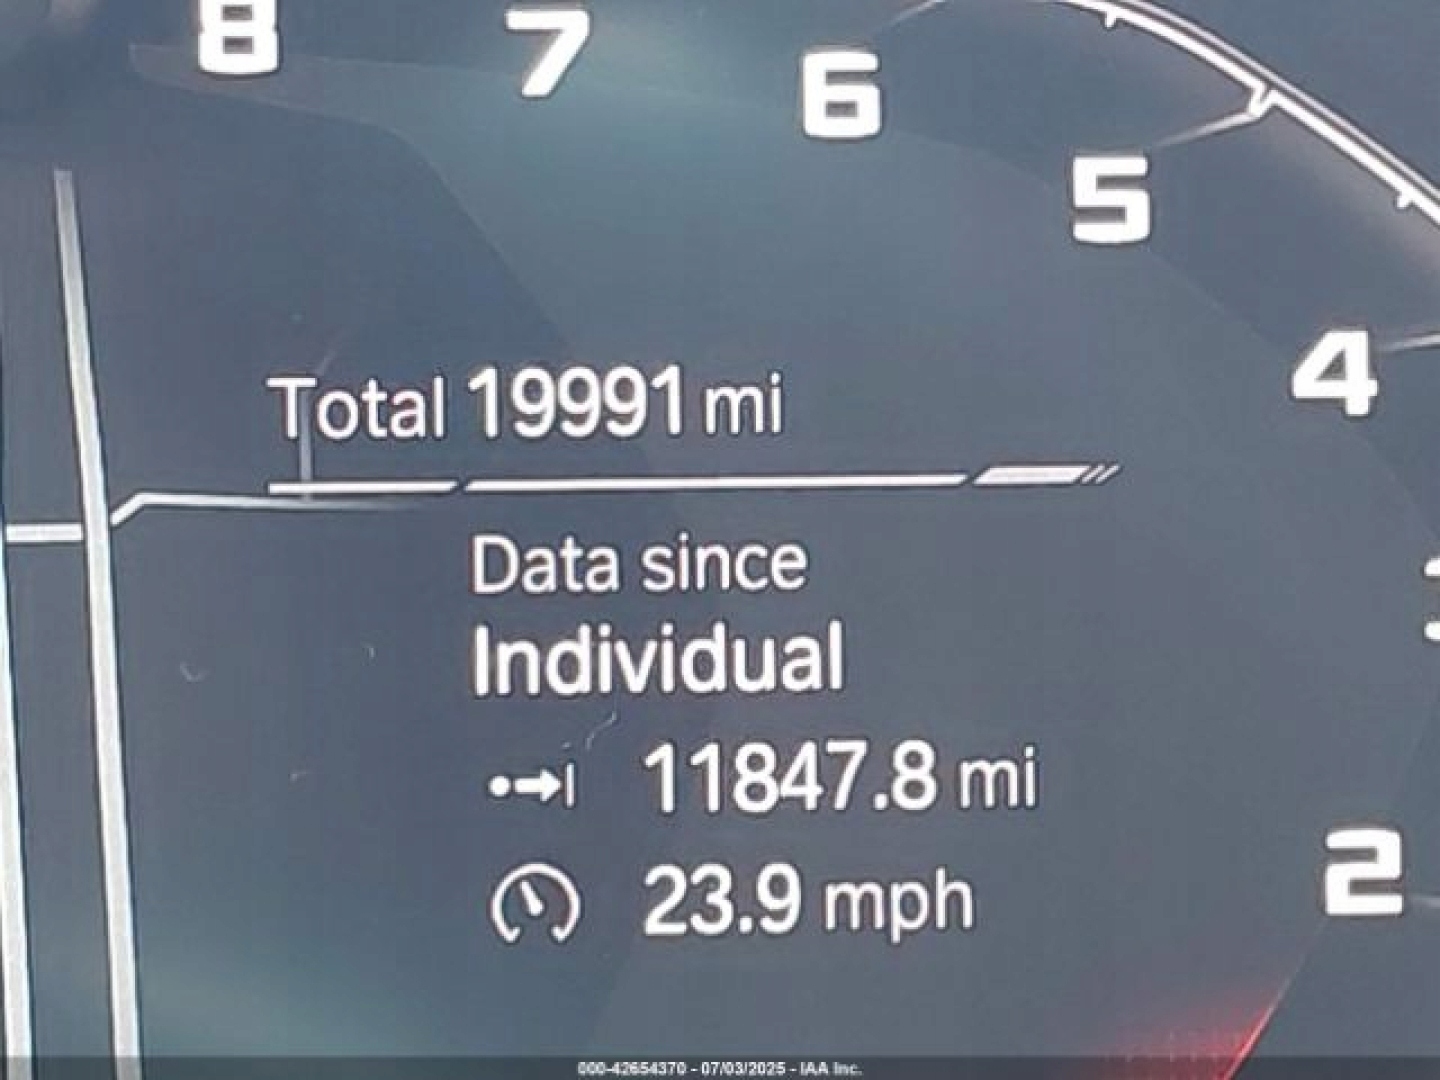 8
7
6
5
4
Total 19991 mi
Data since
Individual
11847.8 mi
2
23.9 mph
000-42654370 - 07/03/2025 - IAA Inc.